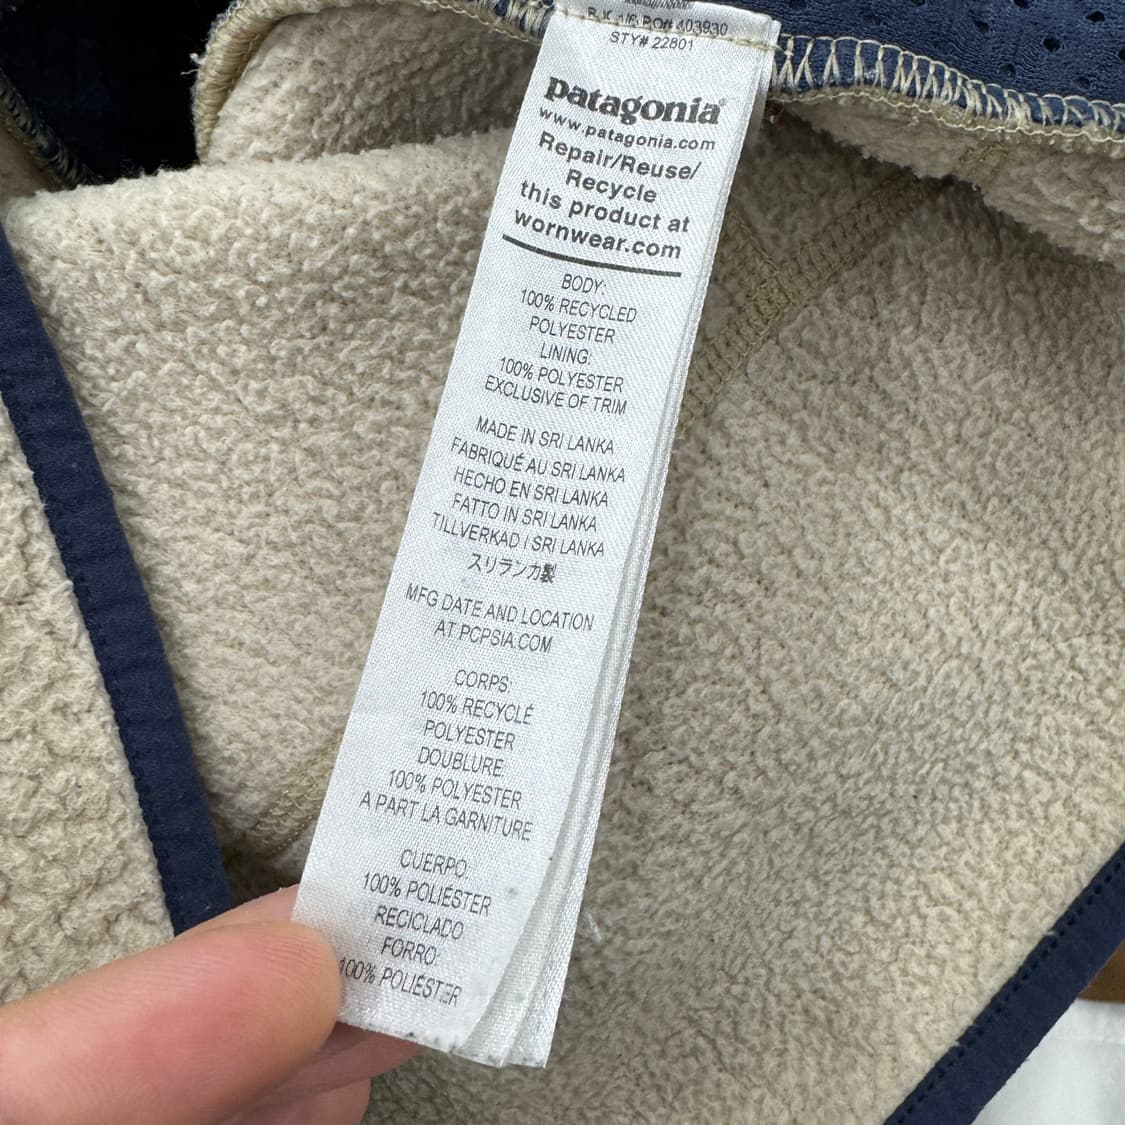 403930
STY# 22801
patagonia®
www.patagonia.com
Repair/Reuse/
Recycle
this product at
wornwear.com
BODY:
100% RECYCLED
POLYESTER
LINING:
100% POLYESTER
EXCLUSIVE OF TRIM
MADE IN SRI LANKA
FABRIQUÉ AU SRI LANKA
HECHO EN SRI LANKA
FATTO IN SRI LANKA
TILLVERKAD I SRI LANKA
スリランカ製
MFG DATE AND LOCATION
AT PCPSIA.COM
CORPS:
100% RECYCLÉ
POLYESTER
DOUBLURE:
100% POLYESTER
A PART LA GARNITURE
CUERPO:
100% POLIÉSTER
RECICLADO
FORRO:
100% POLIÉSTER